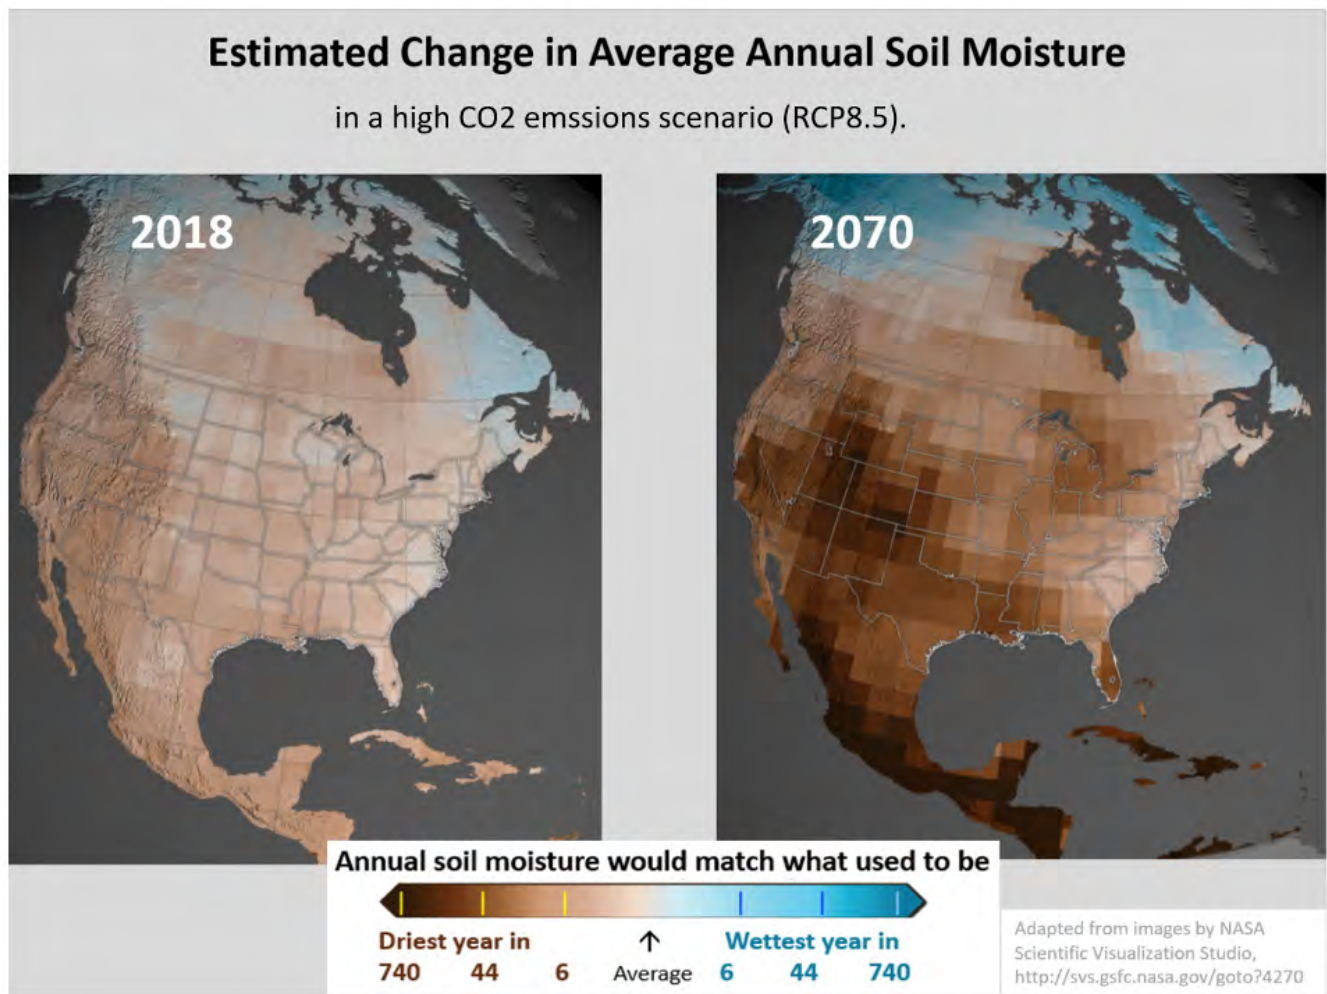 Estimated Change in Average Annual Soil Moisture
in a high CO2 emssions scenario (RCP8.5).
2018
2070
Annual soil moisture would match what used to be
Driest year in
740 44 6
↑
Average
Wettest year in
6 44 740
Adapted from images by NASA
Scientific Visualization Studio,
http://svs.gsfc.nasa.gov/goto?4270